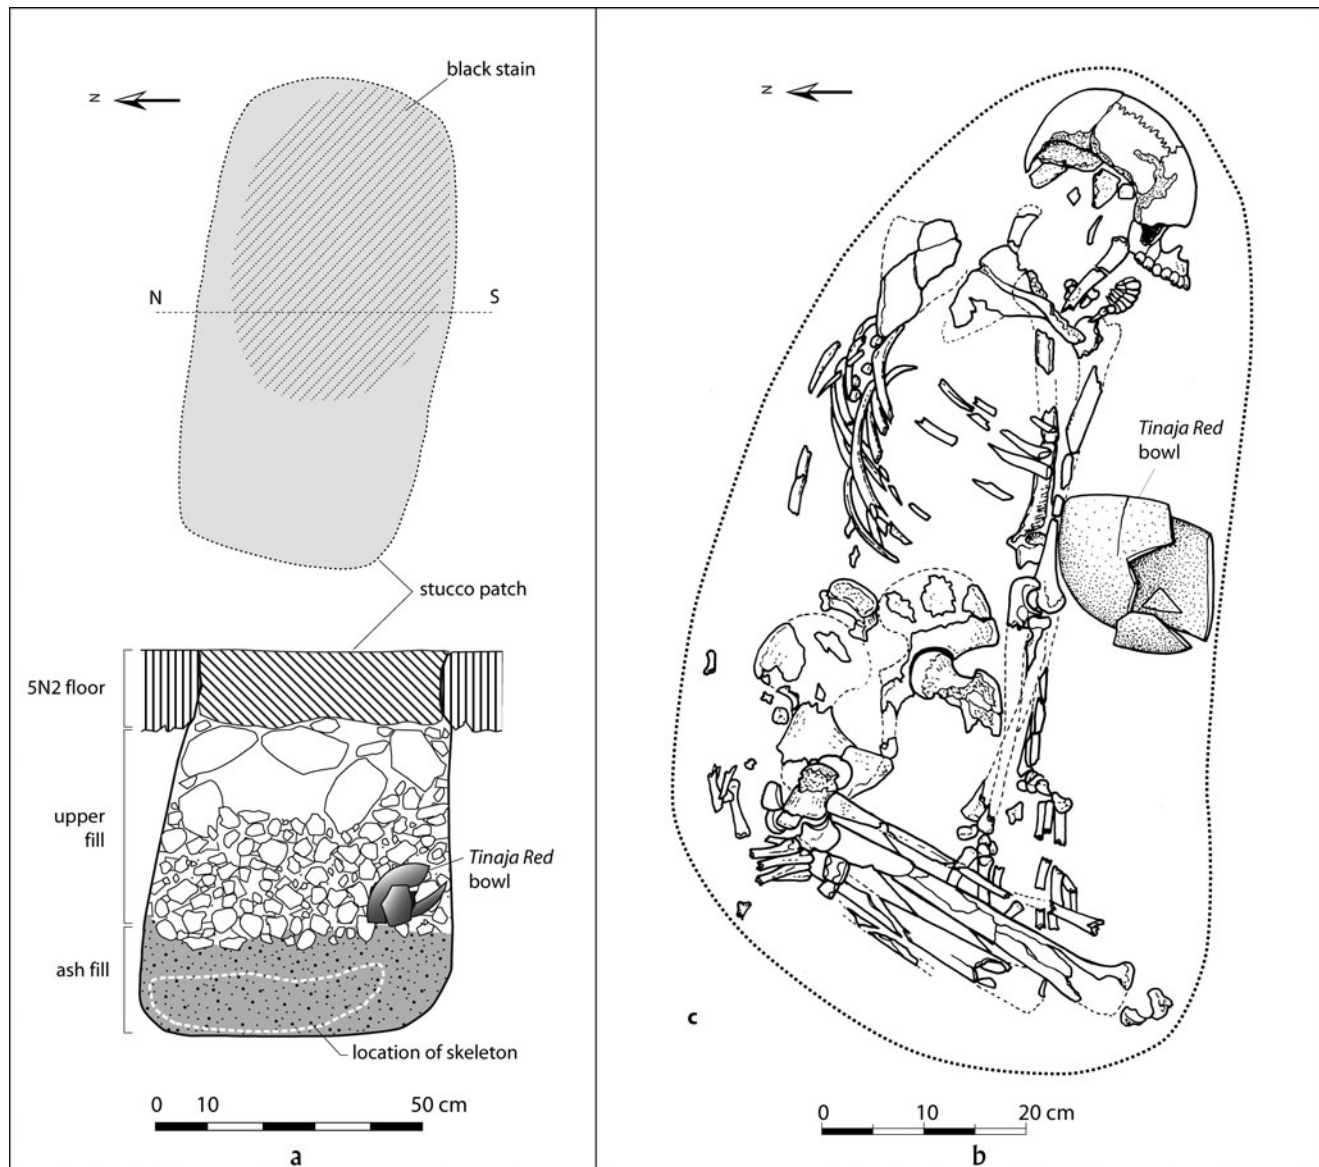 black stain
N
N
S
stucco patch
5N2 floor
upper
fill
Tinaja Red
bowl
ash fill
location of skeleton
0 10 50 cm
a
N
Tinaja Red
bowl
c
0 10 20 cm
b